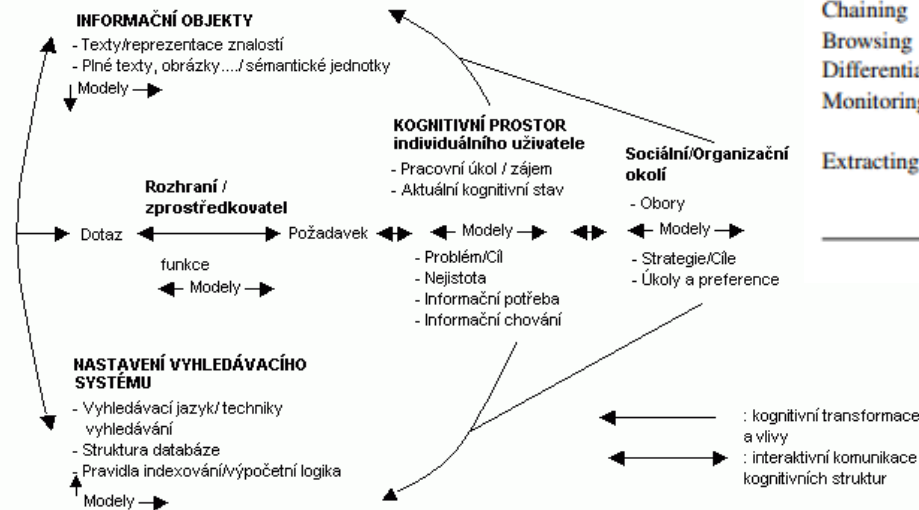 INFORMAČNÍ OBJEKTY
- Texty/reprezentace znalostí
- Plné texty, obrázky..../ sémantické jednotky
Modely
KOGNITIVNÍ PROSTOR
individuálního uživatele
- Pracovní úkol / zájem
- Aktuální kognitivní stav
Sociální/Organizační
okolí
- Obory
Rozhraní /
zprostředkovatel
Dotaz
Požadavek
Modely
Modely
funkce
Modely
- Problém/Cíl
- Nejistota
- Informační potřeba
- Informační chování
- Strategie/Cíle
- Úkoly a preference
NASTAVENÍ VYHLEDÁVACÍHO
SYSTÉMU
- Vyhledávací jazyk/ techniky
vyhledávání
- Struktura databáze
- Pravidla indexování/výpočetní logika
Modely
: kognitivní transformace
a vlivy
: interaktivní komunikace
kognitivních struktur
Chaining
Browsing
Extracting